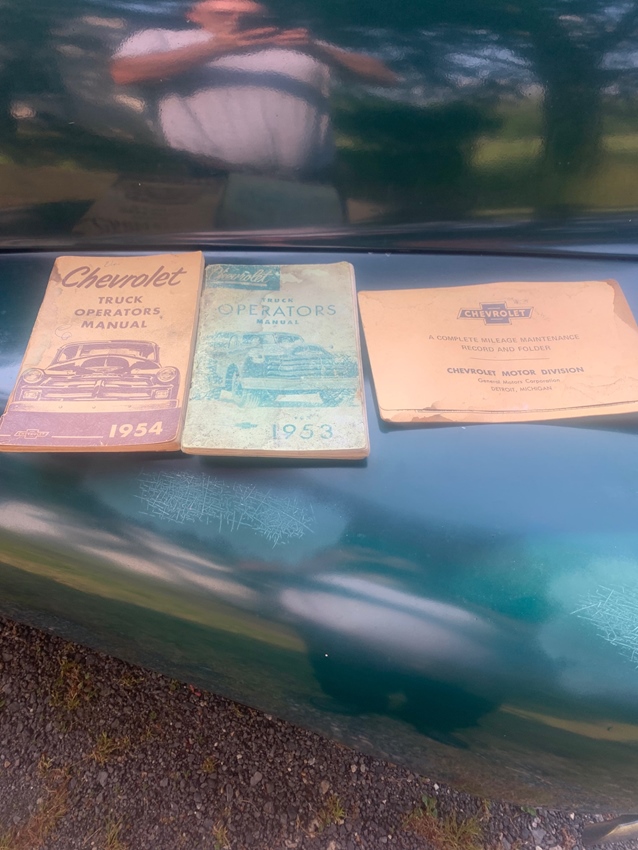 Chevrolet
TRUCK
OPERATORS
MANUAL
1954
Chevrolet
TRUCK
OPERATORS
MANUAL
1953
CHEVROLET
A COMPLETE MILEAGE MAINTENANCE
RECORD AND FOLDER
CHEVROLET MOTOR DIVISION
General Motors Corporation
DETROIT, MICHIGAN